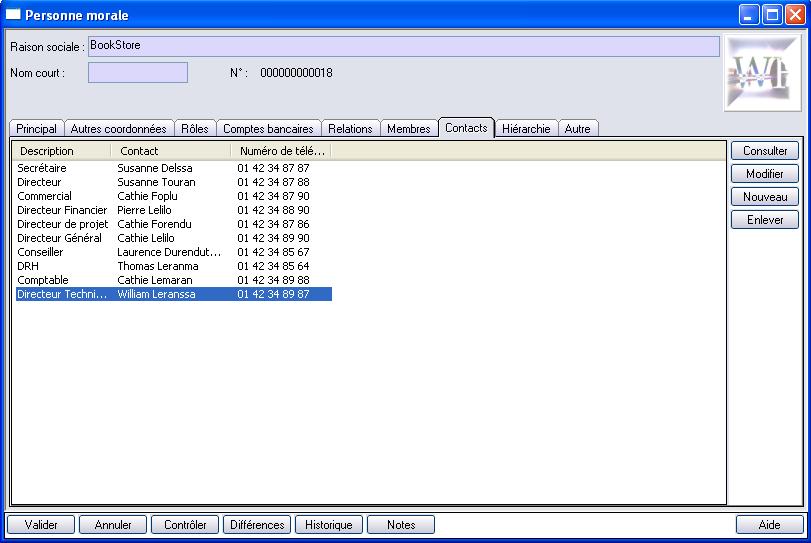 Personne morale
Raison sociale : BookStore
Nom court : N° : 000000000018
Principal Autres coordonnées Rôles Comptes bancaires Relations Membres Contacts Hiérarchie Autre
Description Contact Numéro de télé...
Secrétaire Susanne Delssa 01 42 34 87 87
Directeur Susanne Touran 01 42 34 87 88
Commercial Cathie Foplu 01 42 34 87 90
Directeur Financier Pierre Lelilo 01 42 34 88 90
Directeur de projet Cathie Forendu 01 42 34 87 86
Directeur Général Cathie Lelilo 01 42 34 89 90
Conseiller Laurence Durendut... 01 42 34 85 67
DRH Thomas Leranma 01 42 34 85 64
Comptable Cathie Lemaran 01 42 34 89 88
Directeur Techni... William Leranssa 01 42 34 89 87
Consulter
Modifier
Nouveau
Enlever
Valider Annuler Contrôler Différences Historique Notes Aide